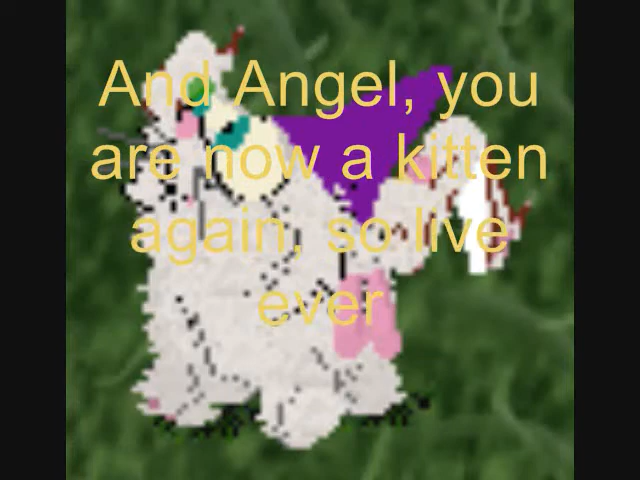 And Angel, you
are now a kitten
again, so live
ever